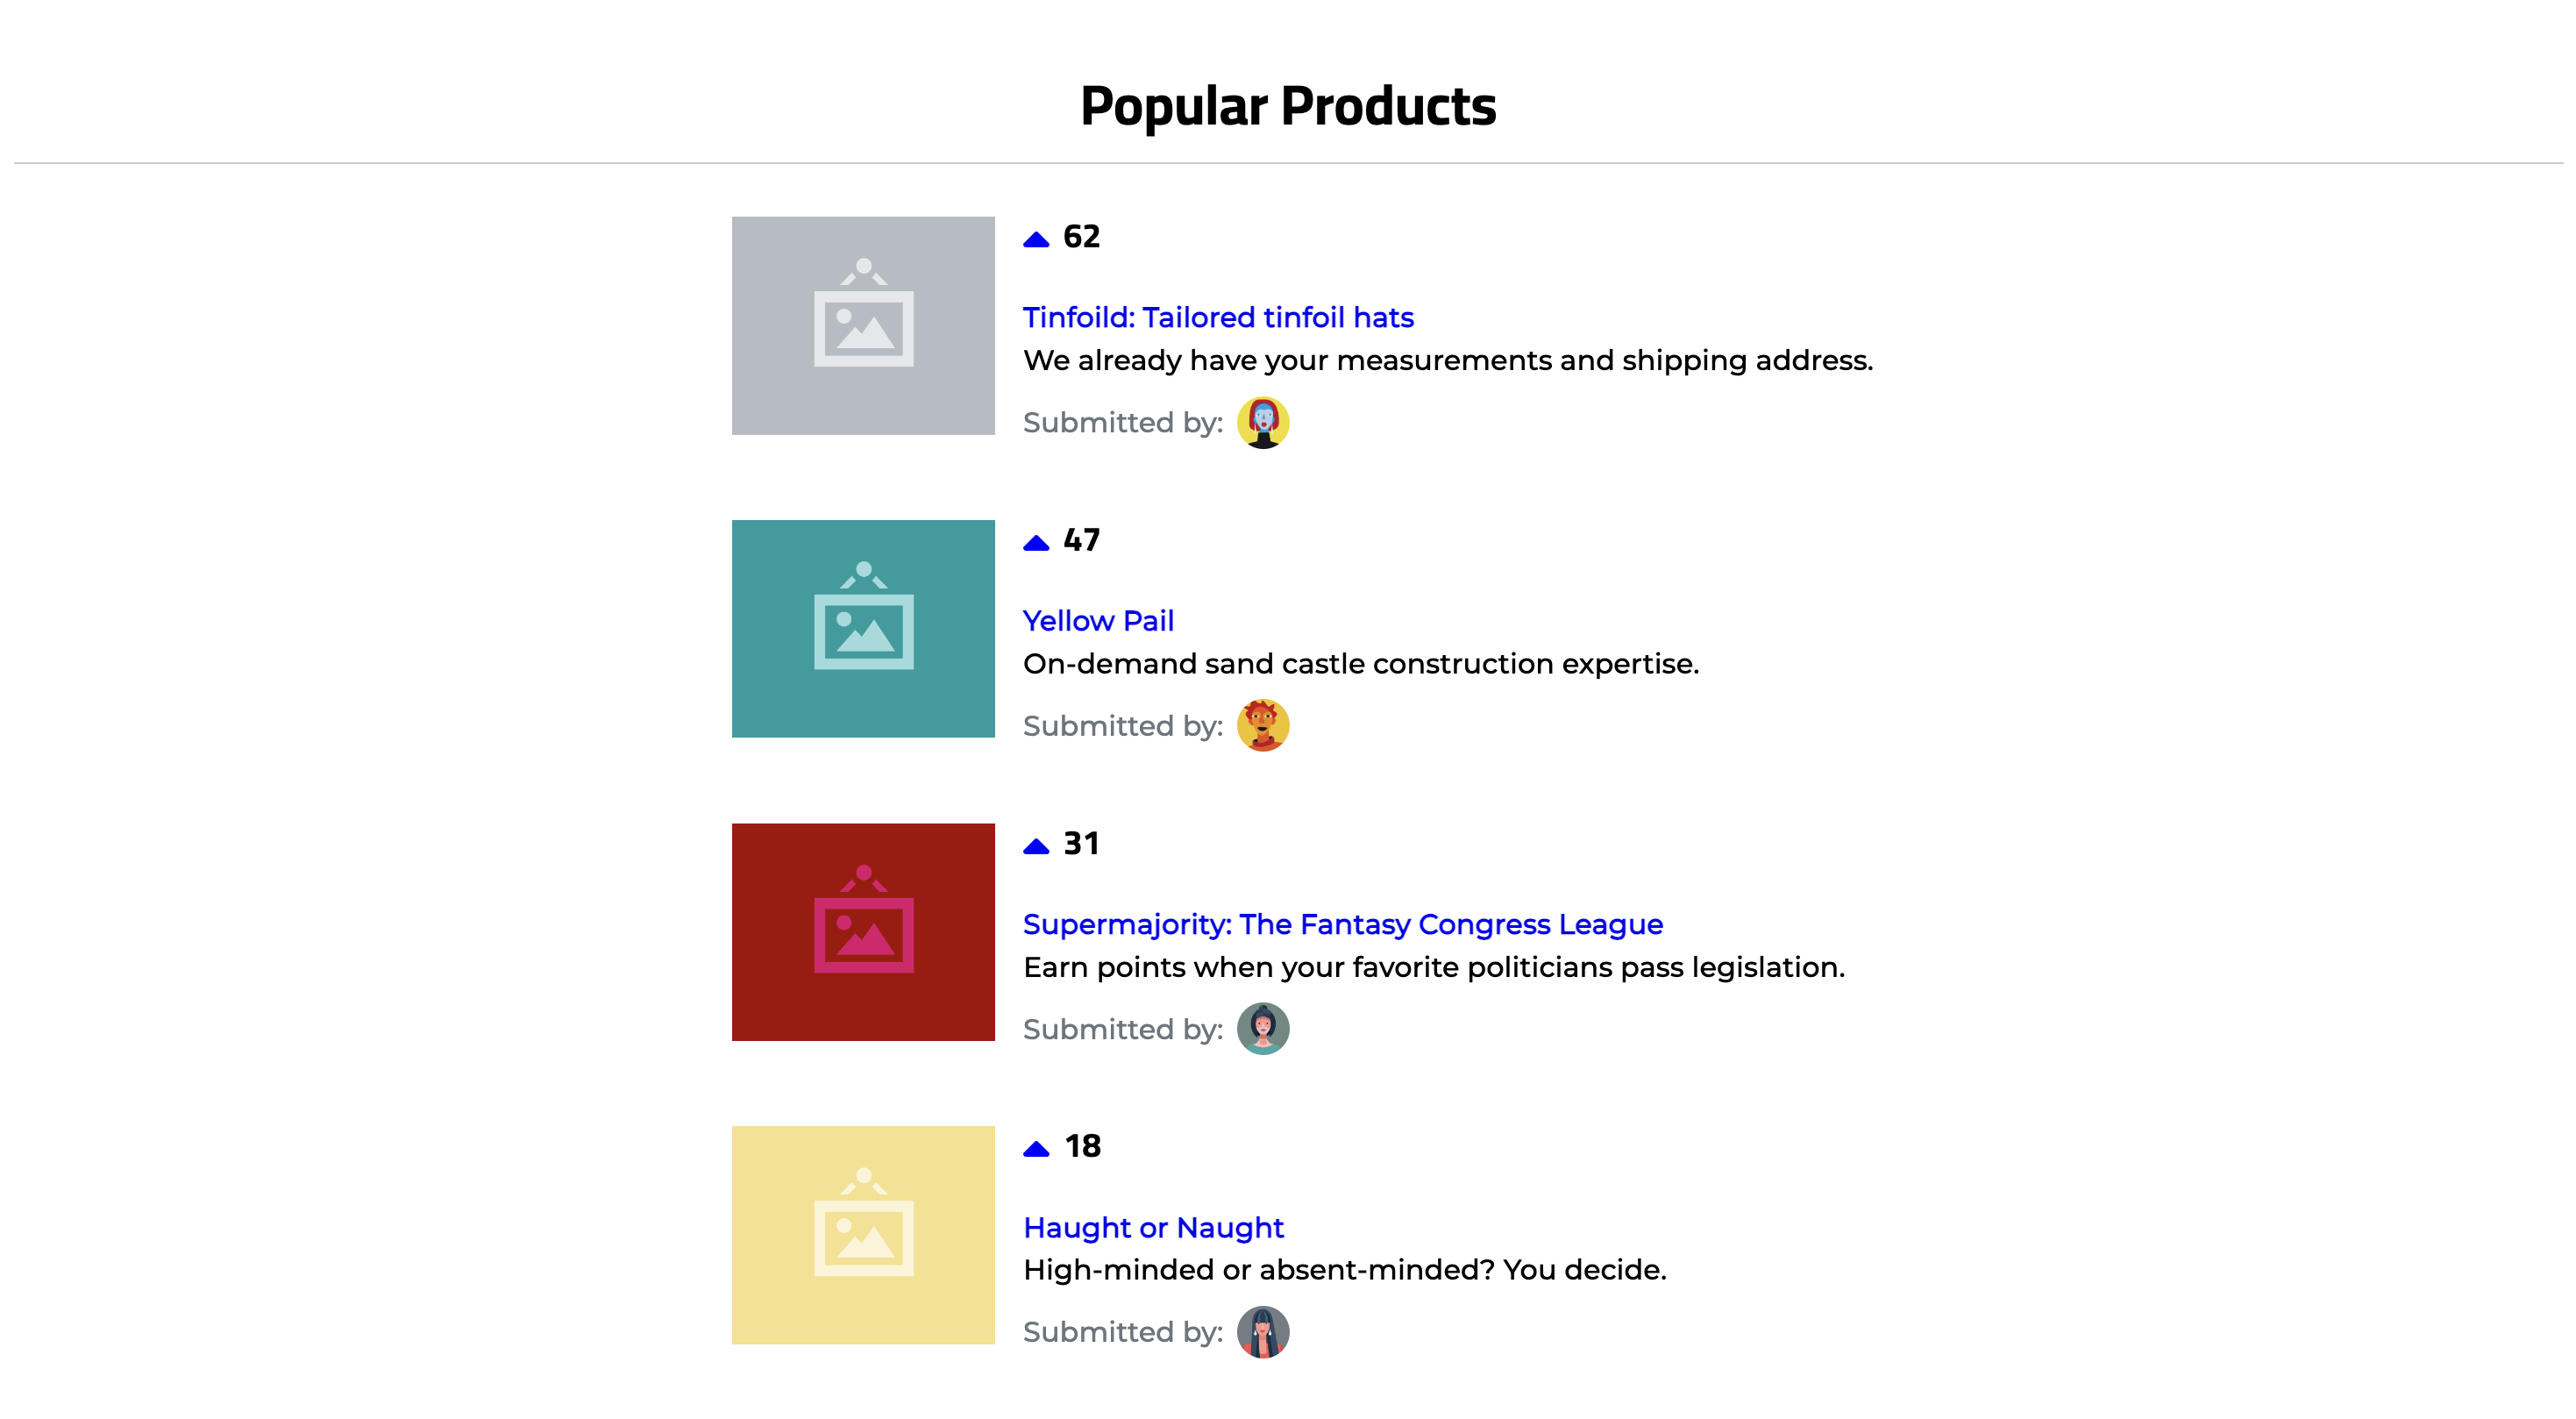 Popular Products
62
Tinfoild: Tailored tinfoil hats
We already have your measurements and shipping address.
Submitted by:
47
Yellow Pail
On-demand sand castle construction expertise.
Submitted by:
31
Supermajority: The Fantasy Congress League
Earn points when your favorite politicians pass legislation.
Submitted by:
18
Haught or Naught
High-minded or absent-minded? You decide.
Submitted by: